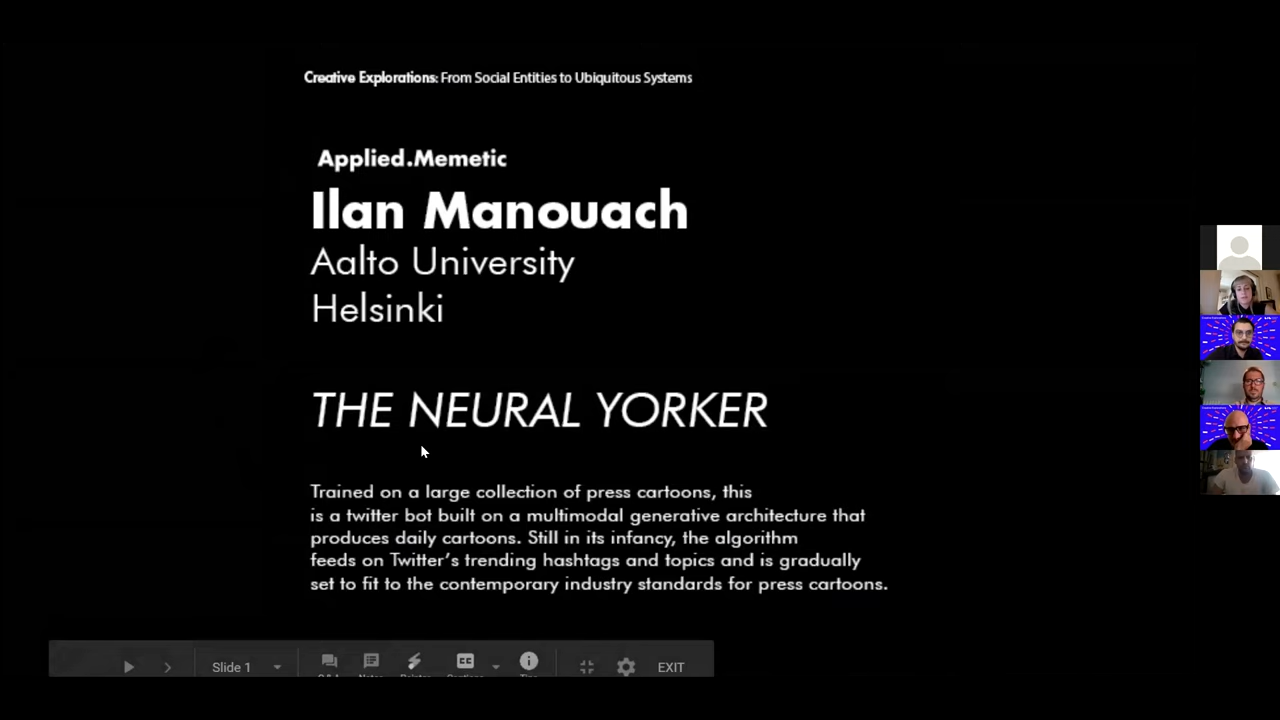 Creative Explorations: From Social Entities to Ubiquitous Systems
Applied.Memetic
Ilan Manouach
Aalto University
Helsinki
THE NEURAL YORKER
Trained on a large collection of press cartoons, this
is a twitter bot built on a multimodal generative architecture that
produces daily cartoons. Still in its infancy, the algorithm
feeds on Twitter's trending hashtags and topics and is gradually
set to fit to the contemporary industry standards for press cartoons.
Slide 1
CC
EXIT